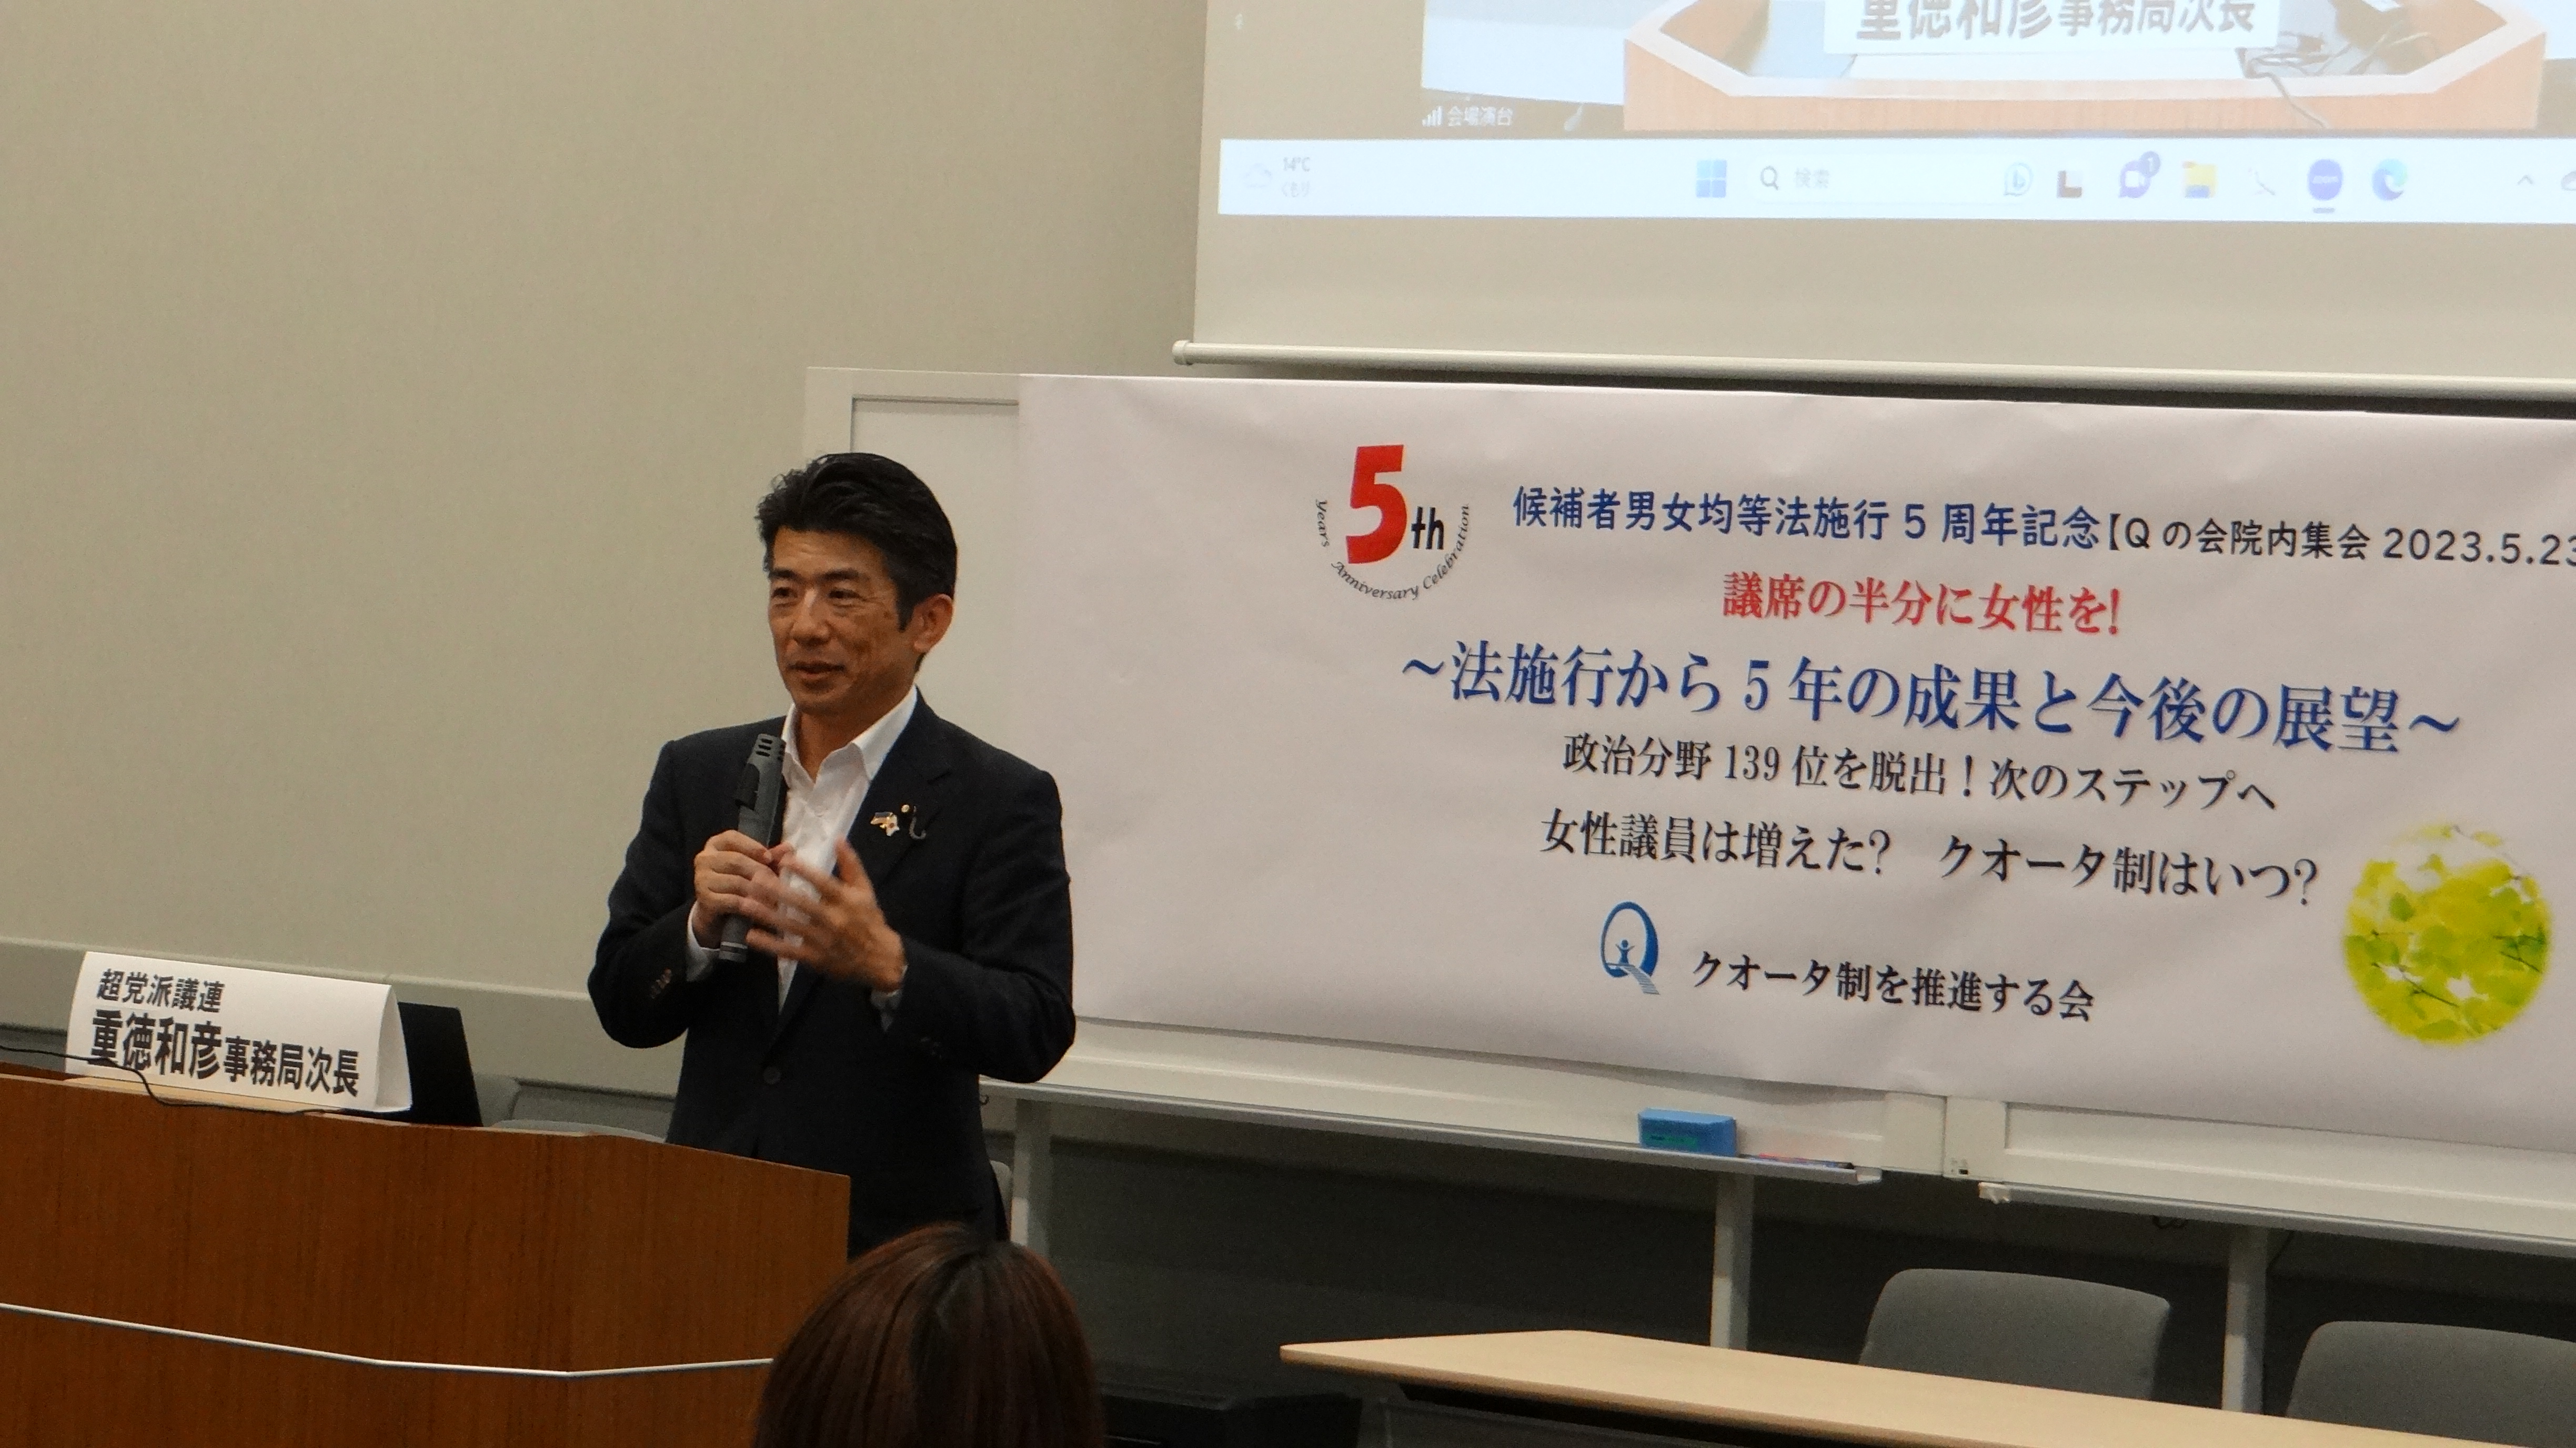 重徳和彦事務局次長
会場演台
14°C
くもり
検索
1
zoom
5th
Years Anniversary Celebration
候補者男女均等法施行5周年記念【Qの会院内集会 2023.5.23
議席の半分に女性を!
~法施行から5年の成果と今後の展望~
政治分野139位を脱出!次のステップへ
女性議員は増えた? クオータ制はいつ?
クオータ制を推進する会
超党派議連
重徳和彦事務局次長